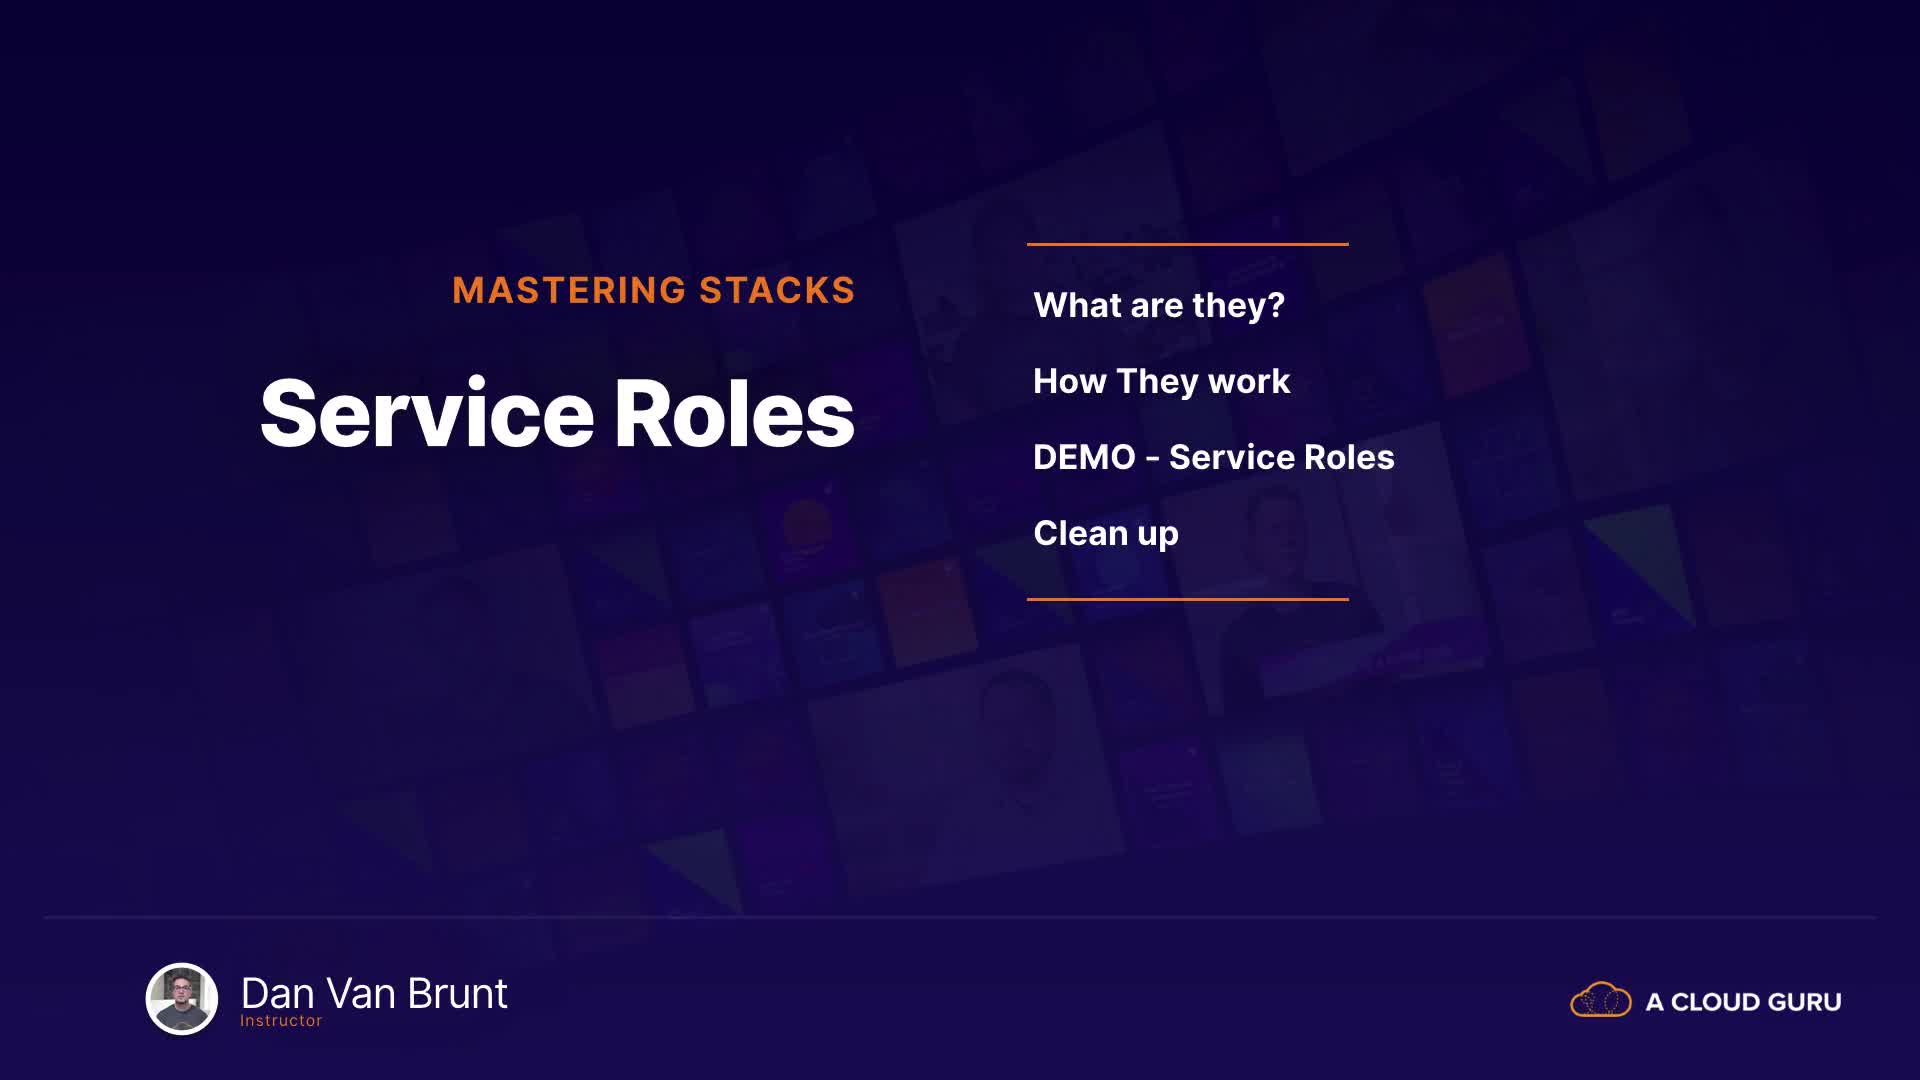 MASTERING STACKS
Service Roles
What are they?
How They work
DEMO - Service Roles
Clean up
Dan Van Brunt
Instructor
A CLOUD GURU